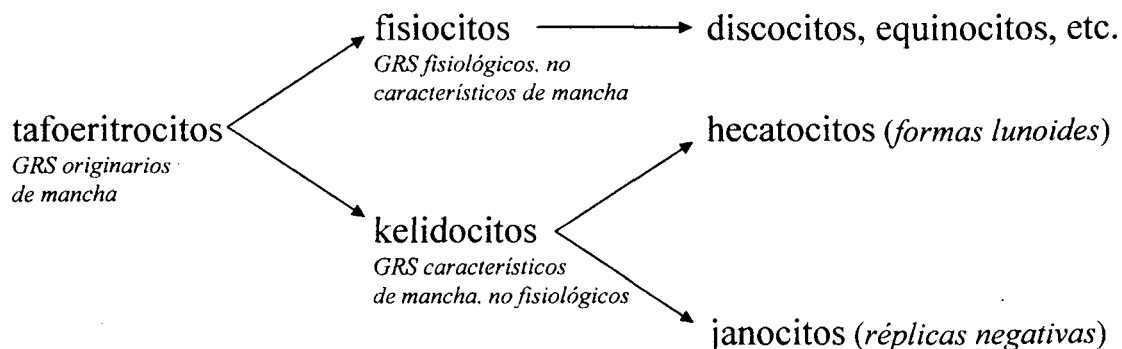 fisiocitos
GRS fisiológicos. no
característicos de mancha
discocitos, equinocitos, etc.
tafoeritrocitos
GRS originarios
de mancha
hecatocitos (formas lunoides)
kelidocitos
GRS característicos
de mancha. no fisiológicos
janocitos (réplicas negativas)